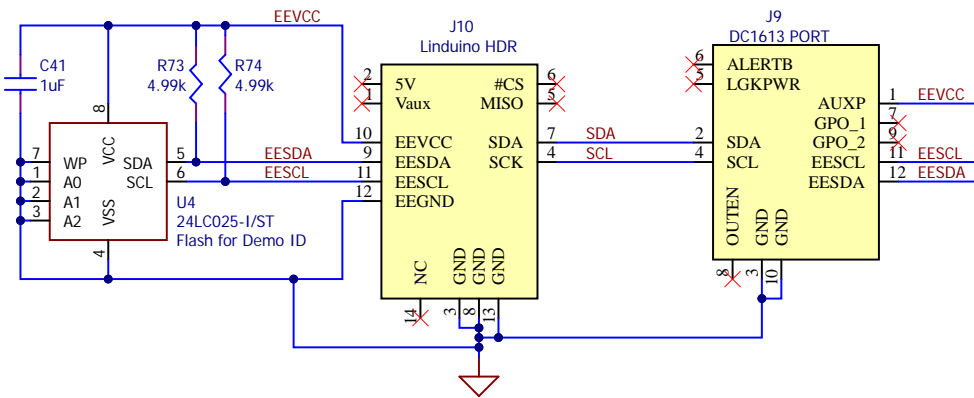 EEVCC
C41
1uF
R73
4.99k
R74
4.99k
8
VCC
7
WP
1
A0
2
A1
3
A2
SDA
5
EESDA
SCL
6
EESCL
VSS
4
U4
24LC025-I/ST
Flash for Demo ID
J10
Linduino HDR
2
5V
1
Vaux
10
EEVCC
9
EESDA
11
EESCL
12
EEGND
#CS
6
MISO
5
SDA
7
SDA
SCK
4
SCL
NC
GND
GND
GND
14
3
8
13
J9
DC1613 PORT
6
ALERTB
5
LGKPWR
2
SDA
4
SCL
AUXP
1
EEVCC
GPO_1
7
GPO_2
9
EESCL
11
EESCL
EESDA
12
EESDA
OUTEN
GND
GND
8
3
10